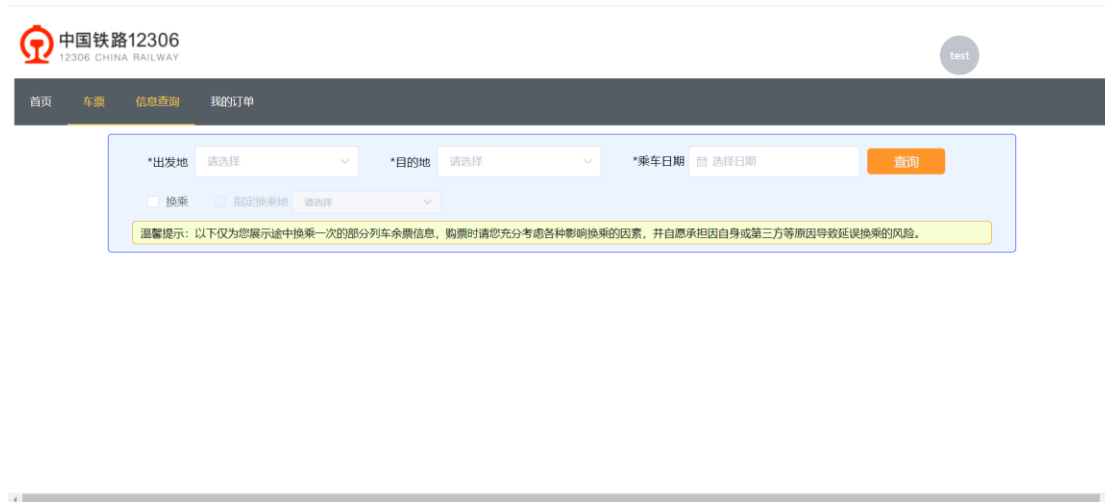 中国铁路12306
12306 CHINA RAILWAY
test
首页 车票 信息查询 我的订单
*出发地 请选择 *目的地 请选择 *乘车日期 选择日期 查询
换乘 指定换乘地 请选择
温馨提示：以下仅为您展示途中换乘一次的部分列车余票信息，购票时请您充分考虑各种影响换乘的因素，并自愿承担因自身或第三方等原因导致延误换乘的风险。